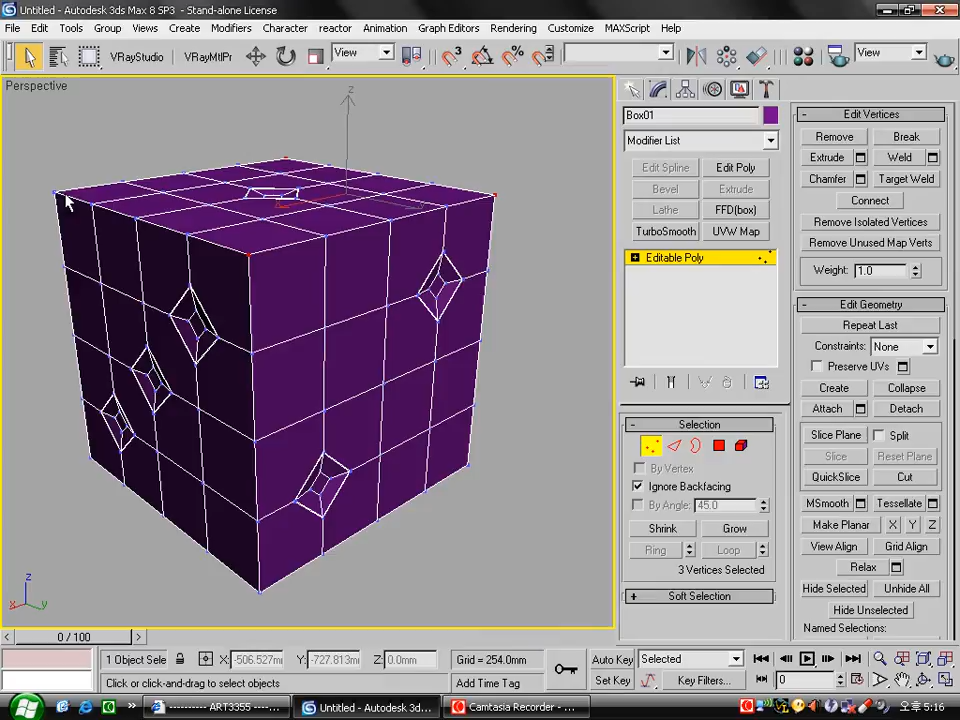 Untitled - Autodesk 3ds Max 8 SP3 - Stand-alone License
File Edit Tools Group Views Create Modifiers Character reactor Animation Graph Editors Rendering Customize MAXScript Help
VRayStudio VRayMtlPr View View
Perspective
z
Box01
Modifier List
Edit Spline Edit Poly
Bevel Extrude
Lathe FFD(box)
TurboSmooth UVW Map
Editable Poly
Selection
By Vertex
Ignore Backfacing
By Angle: 45.0
Shrink Grow
Ring Loop
3 Vertices Selected
Soft Selection
Edit Vertices
Remove Break
Extrude Weld
Chamfer Target Weld
Connect
Remove Isolated Vertices
Remove Unused Map Verts
Weight: 1.0
Edit Geometry
Repeat Last
Constraints: None
Preserve UVs
Create Collapse
Attach Detach
Slice Plane Split
Slice Reset Plane
QuickSlice Cut
MSmooth Tessellate
Make Planar X Y Z
View Align Grid Align
Relax
Hide Selected Unhide All
Hide Unselected
Named Selections:
z
x y
0 / 100
1 Object Sele X: -506.527m Y: -727.813m Z: 0.0mm Grid = 254.0mm Auto Key Selected
Click or click-and-drag to select objects Add Time Tag Set Key Key Filters... 0
start ---------- ART3355 ----... Untitled - Autodesk 3d... Camtasia Recorder - ... 오후 5:16